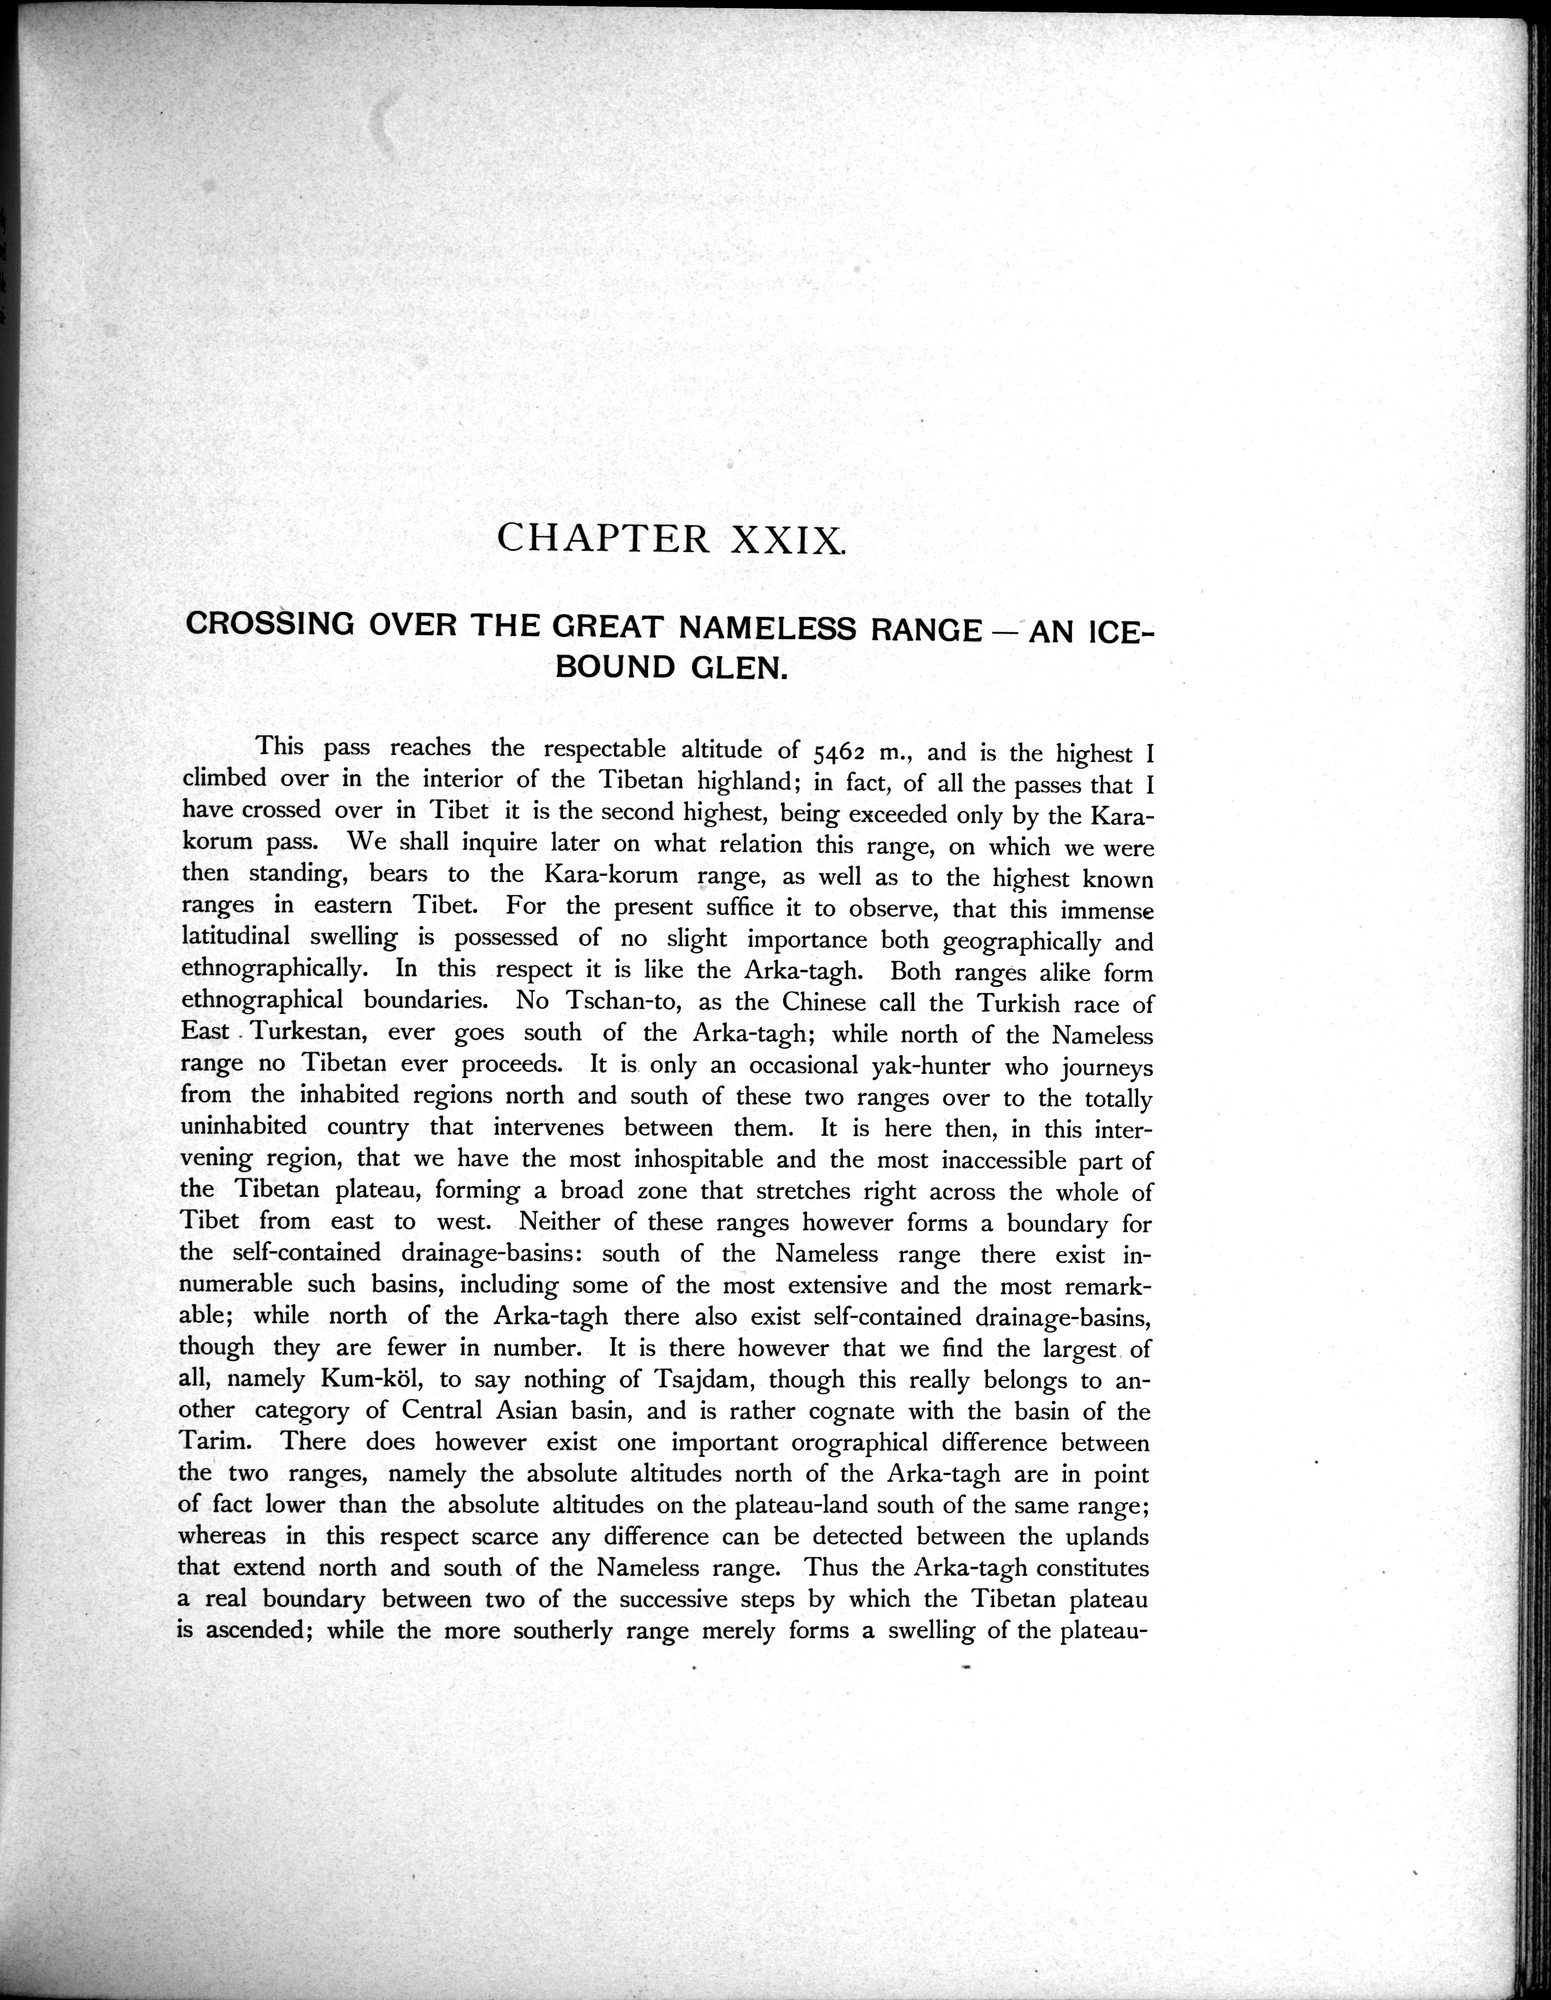 CHAPTER XXIX.
CROSSING OVER THE GREAT NAMELESS RANGE — AN ICE-
BOUND GLEN.
This pass reaches the respectable altitude of 5462 m., and is the highest I
climbed over in the interior of the Tibetan highland; in fact, of all the passes that I
have crossed over in Tibet it is the second highest, being exceeded only by the Kara-
korum pass. We shall inquire later on what relation this range, on which we were
then standing, bears to the Kara-korum range, as well as to the highest known
ranges in eastern Tibet. For the present suffice it to observe, that this immense
latitudinal swelling is possessed of no slight importance both geographically and
ethnographically. In this respect it is like the Arka-tagh. Both ranges alike form
ethnographical boundaries. No Tschan-to, as the Chinese call the Turkish race of
East Turkestan, ever goes south of the Arka-tagh; while north of the Nameless
range no Tibetan ever proceeds. It is only an occasional yak-hunter who journeys
from the inhabited regions north and south of these two ranges over to the totally
uninhabited country that intervenes between them. It is here then, in this inter-
vening region, that we have the most inhospitable and the most inaccessible part of
the Tibetan plateau, forming a broad zone that stretches right across the whole of
Tibet from east to west. Neither of these ranges however forms a boundary for
the self-contained drainage-basins: south of the Nameless range there exist in-
numerable such basins, including some of the most extensive and the most remark-
able; while north of the Arka-tagh there also exist self-contained drainage-basins,
though they are fewer in number. It is there however that we find the largest of
all, namely Kum-köl, to say nothing of Tsajdam, though this really belongs to an-
other category of Central Asian basin, and is rather cognate with the basin of the
Tarim. There does however exist one important orographical difference between
the two ranges, namely the absolute altitudes north of the Arka-tagh are in point
of fact lower than the absolute altitudes on the plateau-land south of the same range;
whereas in this respect scarce any difference can be detected between the uplands
that extend north and south of the Nameless range. Thus the Arka-tagh constitutes
a real boundary between two of the successive steps by which the Tibetan plateau
is ascended; while the more southerly range merely forms a swelling of the plateau-